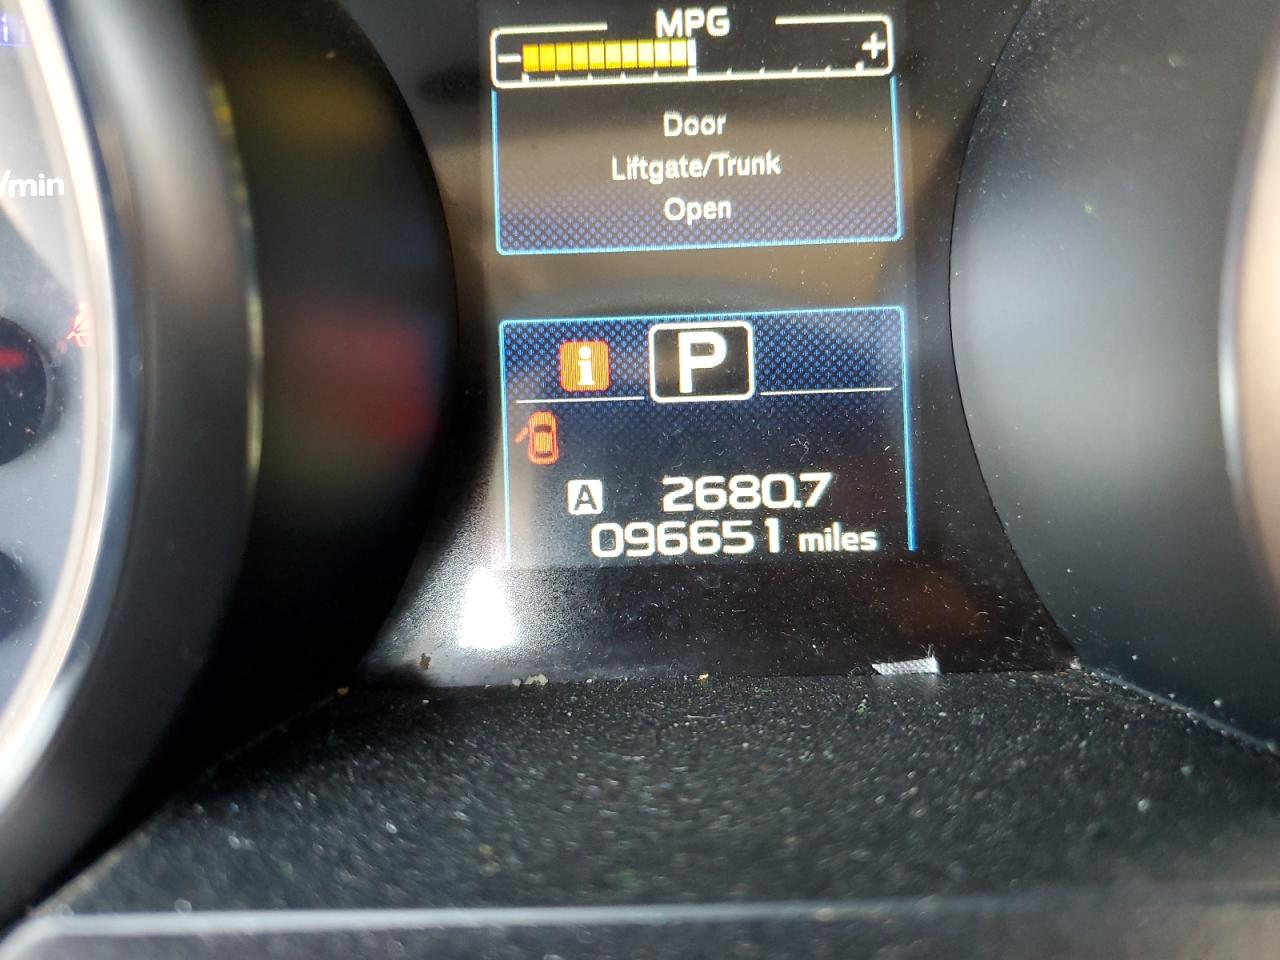 MPG
- +
Door
Liftgate/Trunk
Open
/min
i P
A 2680.7
096651 miles